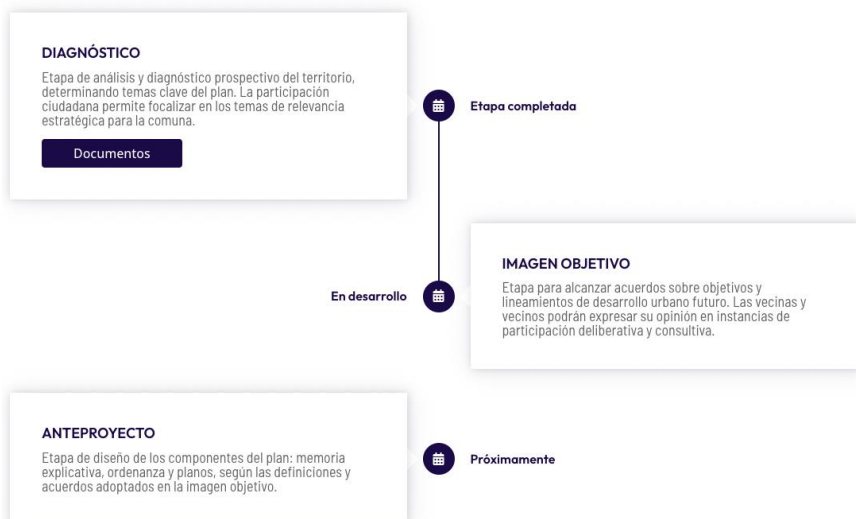 DIAGNÓSTICO
Etapa de análisis y diagnóstico prospectivo del territorio,
determinando temas clave del plan. La participación
ciudadana permite focalizar en los temas de relevancia
estratégica para la comuna.
Documentos
Etapa completada
En desarrollo
IMAGEN OBJETIVO
Etapa para alcanzar acuerdos sobre objetivos y
lineamientos de desarrollo urbano futuro. Las vecinas y
vecinos podrán expresar su opinión en instancias de
participación deliberativa y consultiva.
ANTEPROYECTO
Etapa de diseño de los componentes del plan: memoria
explicativa, ordenanza y planos, según las definiciones y
acuerdos adoptados en la imagen objetivo.
Próximamente